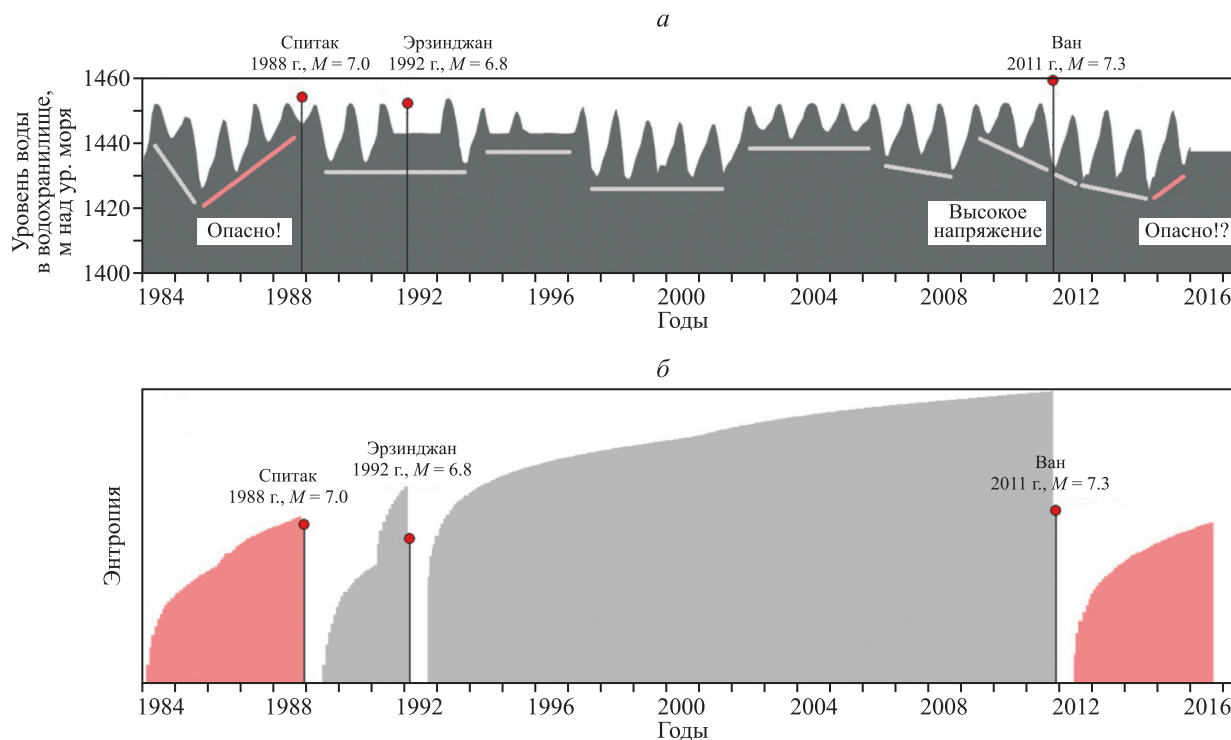 а
Спитак
1988 г., M = 7.0
Эрзинджан
1992 г., M = 6.8
Ван
2011 г., M = 7.3
Уровень воды
в водохранилище,
м над ур. моря
1460
1440
1420
1400
Опасно!
Высокое
напряжение
Опасно!?
1984 1988 1992 1996 2000 2004 2008 2012 2016
Годы
б
Энтропия
Спитак
1988 г., M = 7.0
Эрзинджан
1992 г., M = 6.8
Ван
2011 г., M = 7.3
1984 1988 1992 1996 2000 2004 2008 2012 2016
Годы